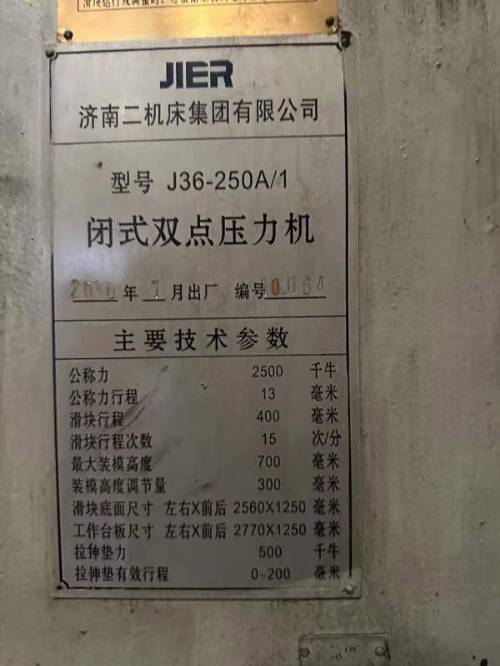 JIER
济南二机床集团有限公司
型号 J36-250A/1
闭式双点压力机
年 月出厂 编号
主要技术参数
公称力 2500 千牛
公称力行程 13 毫米
滑块行程 400 毫米
滑块行程次数 15 次/分
最大装模高度 700 毫米
装模高度调节量 300 毫米
滑块底面尺寸 左右X前后 2560X1250 毫米
工作台板尺寸 左右X前后 2770X1250 毫米
拉伸垫力 500 千牛
拉伸垫有效行程 0~200 毫米